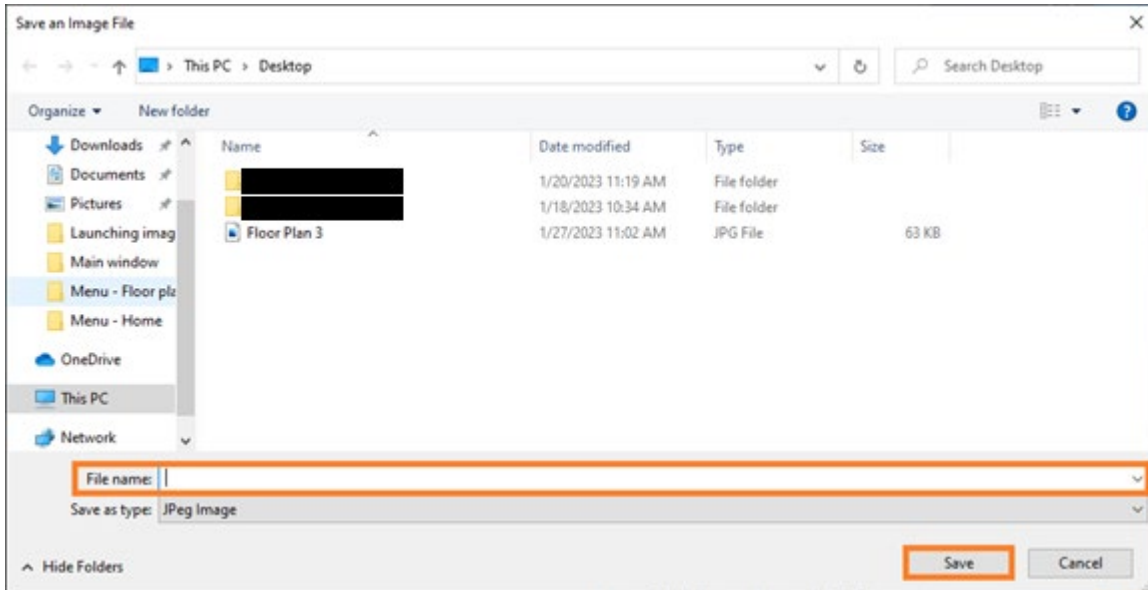 Save an Image File
This PC > Desktop
Search Desktop
Organize New folder
Name Date modified Type Size
Downloads
Documents
Pictures
Launching imag
Main window
Menu - Floor pla
Menu - Home
OneDrive
This PC
Network
1/20/2023 11:19 AM File folder
1/18/2023 10:34 AM File folder
Floor Plan 3 1/27/2023 11:02 AM JPG File 63 KB
File name:
Save as type: JPeg Image
Hide Folders Save Cancel